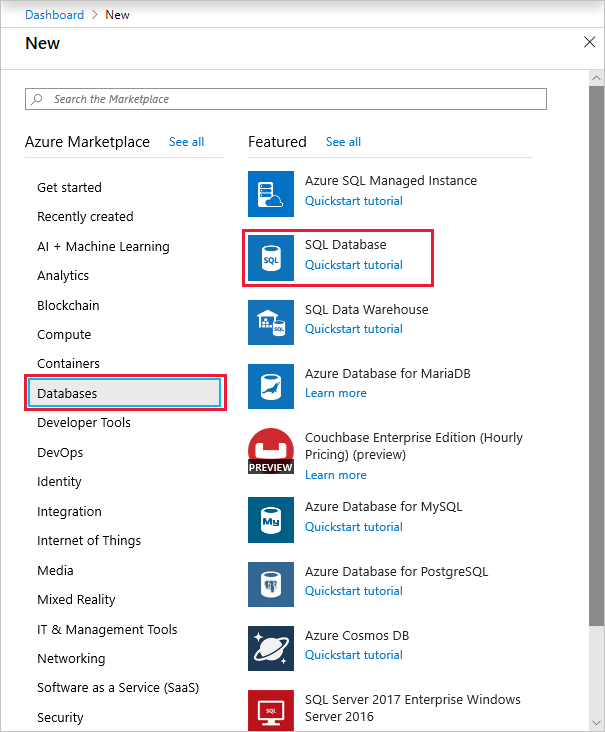 Dashboard > New
New
Search the Marketplace
Azure Marketplace See all
Get started
Recently created
AI + Machine Learning
Analytics
Blockchain
Compute
Containers
Databases
Developer Tools
DevOps
Identity
Integration
Internet of Things
Media
Mixed Reality
IT & Management Tools
Networking
Software as a Service (SaaS)
Security
Featured See all
Azure SQL Managed Instance
Quickstart tutorial
SQL
SQL Database
Quickstart tutorial
SQL
SQL Data Warehouse
Quickstart tutorial
Azure Database for MariaDB
Learn more
PREVIEW
Couchbase Enterprise Edition (Hourly
Pricing) (preview)
Learn more
My
Azure Database for MySQL
Quickstart tutorial
Azure Database for PostgreSQL
Quickstart tutorial
Azure Cosmos DB
Quickstart tutorial
SQL
SQL Server 2017 Enterprise Windows
Server 2016